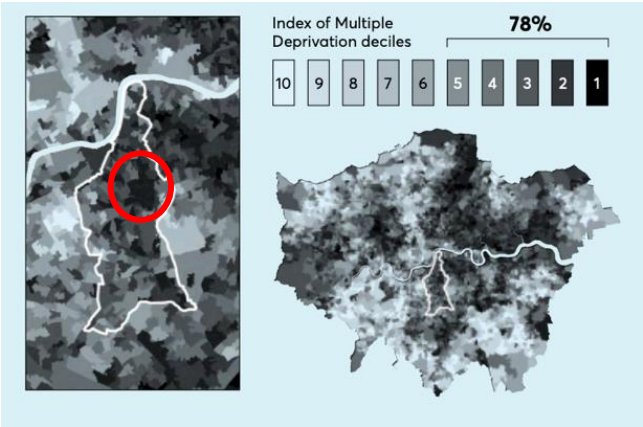 Index of Multiple
Deprivation deciles
78%
10 9 8 7 6 5 4 3 2 1